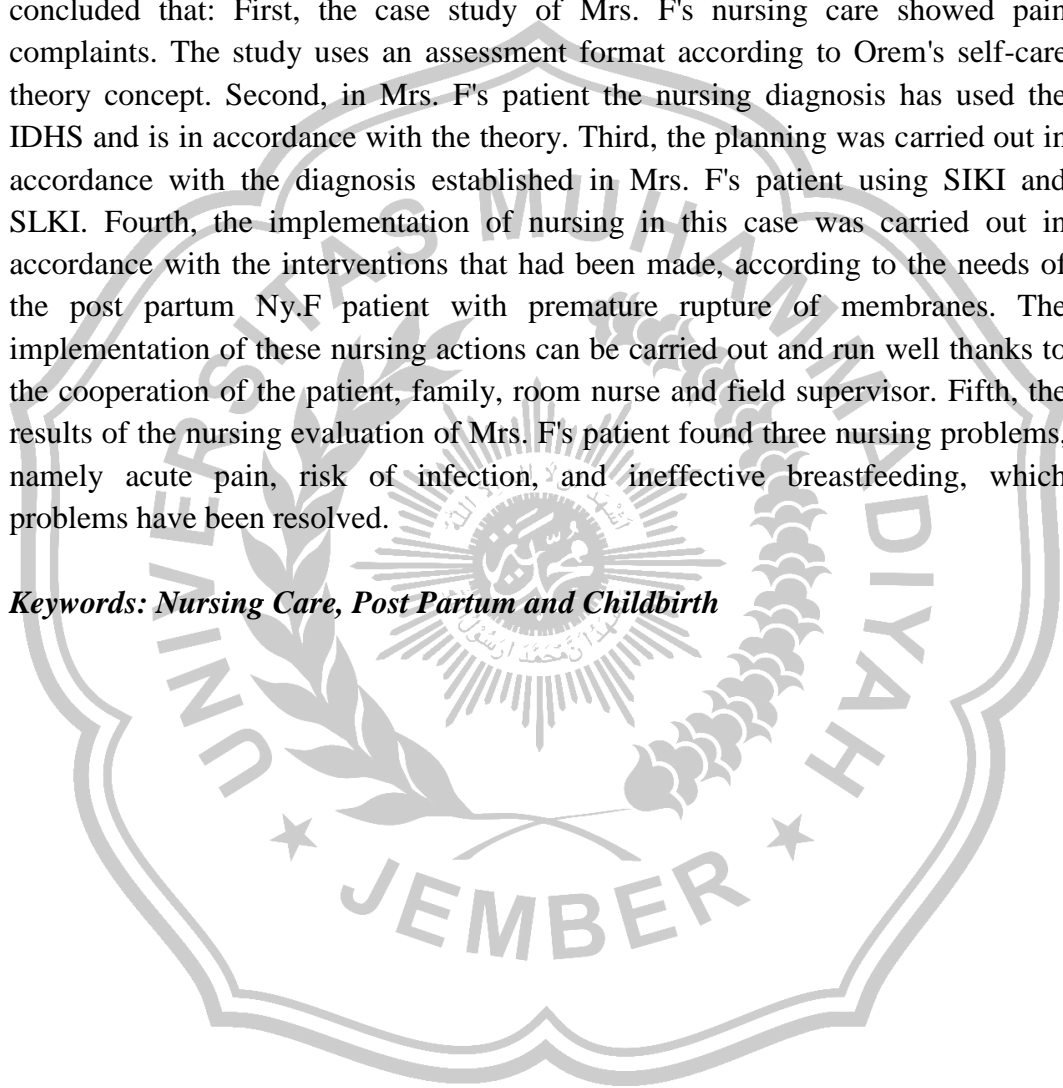 concluded that: First, the case study of Mrs. F's nursing care showed pain
complaints. The study uses an assessment format according to Orem's self-care
theory concept. Second, in Mrs. F's patient the nursing diagnosis has used the
IDHS and is in accordance with the theory. Third, the planning was carried out in
accordance with the diagnosis established in Mrs. F's patient using SIKI and
SLKI. Fourth, the implementation of nursing in this case was carried out in
accordance with the interventions that had been made, according to the needs of
the post partum Ny.F patient with premature rupture of membranes. The
implementation of these nursing actions can be carried out and run well thanks to
the cooperation of the patient, family, room nurse and field supervisor. Fifth, the
results of the nursing evaluation of Mrs. F's patient found three nursing problems,
namely acute pain, risk of infection, and ineffective breastfeeding, which
problems have been resolved.
Keywords: Nursing Care, Post Partum and Childbirth
UNIVERSITAS MUHAMMADIYAH
JEMBER